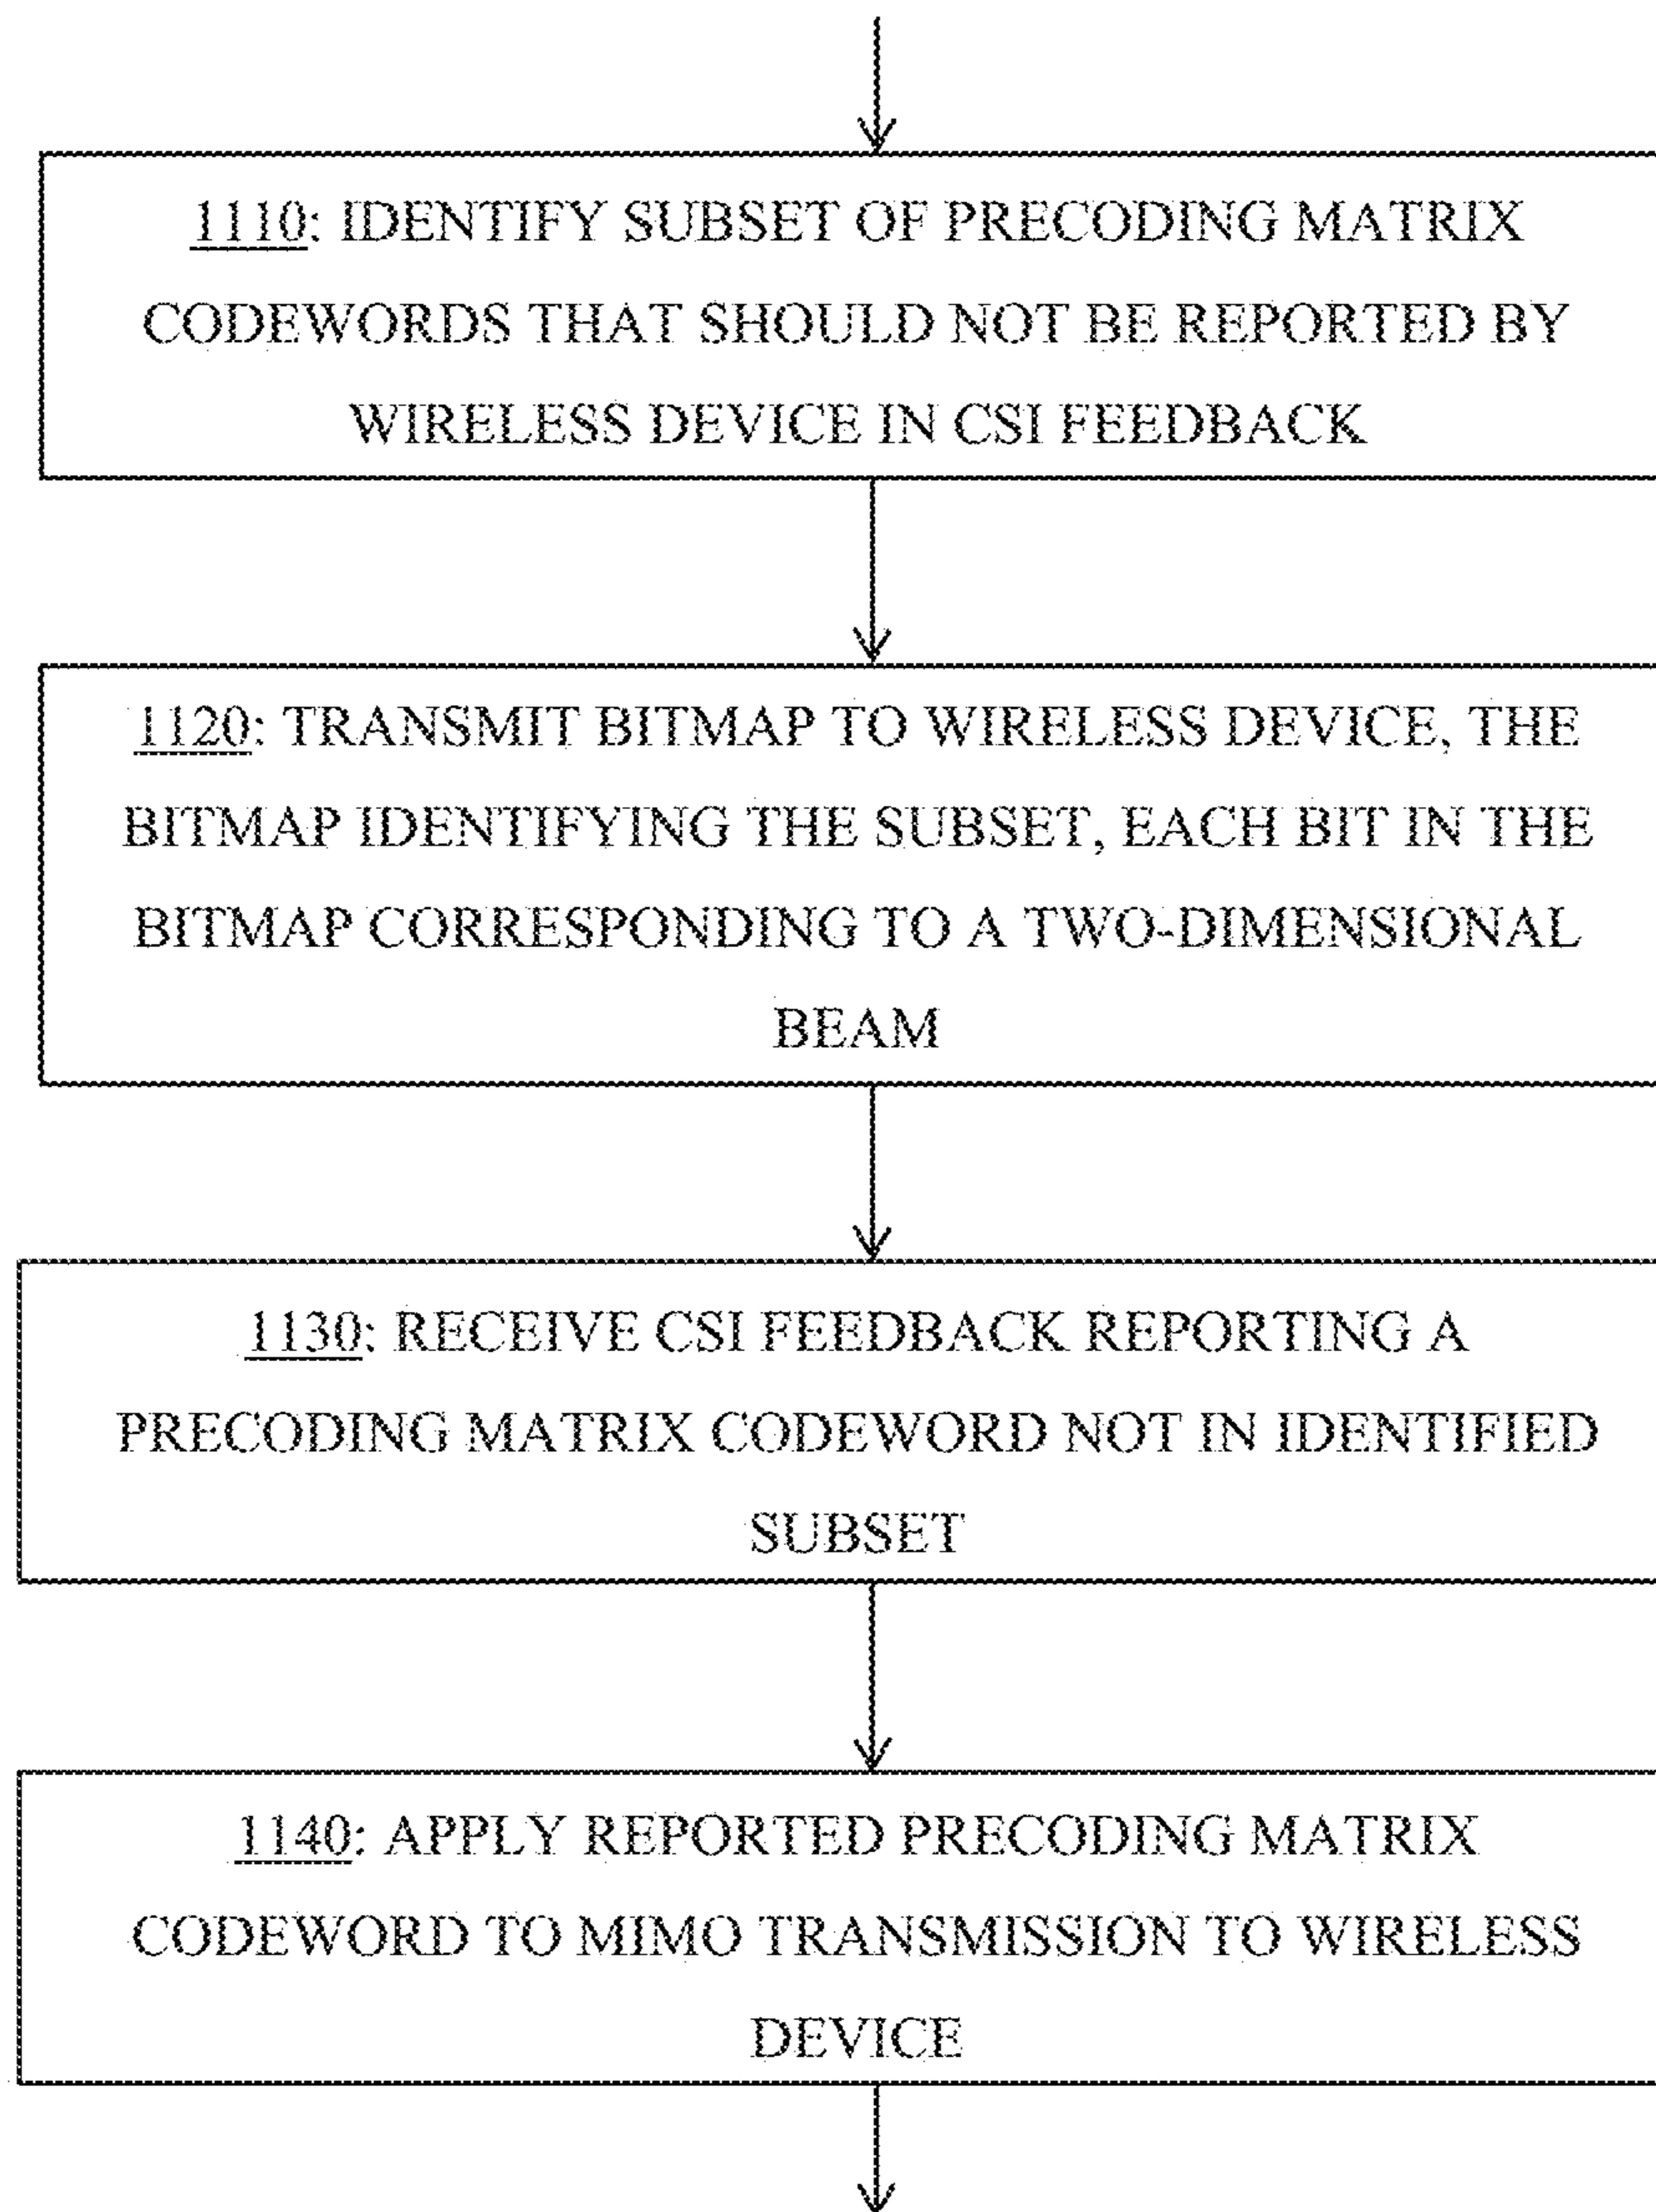 1110: IDENTIFY SUBSET OF PRECODING MATRIX
CODEWORDS THAT SHOULD NOT BE REPORTED BY
WIRELESS DEVICE IN CSI FEEDBACK
1120: TRANSMIT BITMAP TO WIRELESS DEVICE, THE
BITMAP IDENTIFYING THE SUBSET, EACH BIT IN THE
BITMAP CORRESPONDING TO A TWO-DIMENSIONAL
BEAM
1130: RECEIVE CSI FEEDBACK REPORTING A
PRECODING MATRIX CODEWORD NOT IN IDENTIFIED
SUBSET
1140: APPLY REPORTED PRECODING MATRIX
CODEWORD TO MIMO TRANSMISSION TO WIRELESS
DEVICE